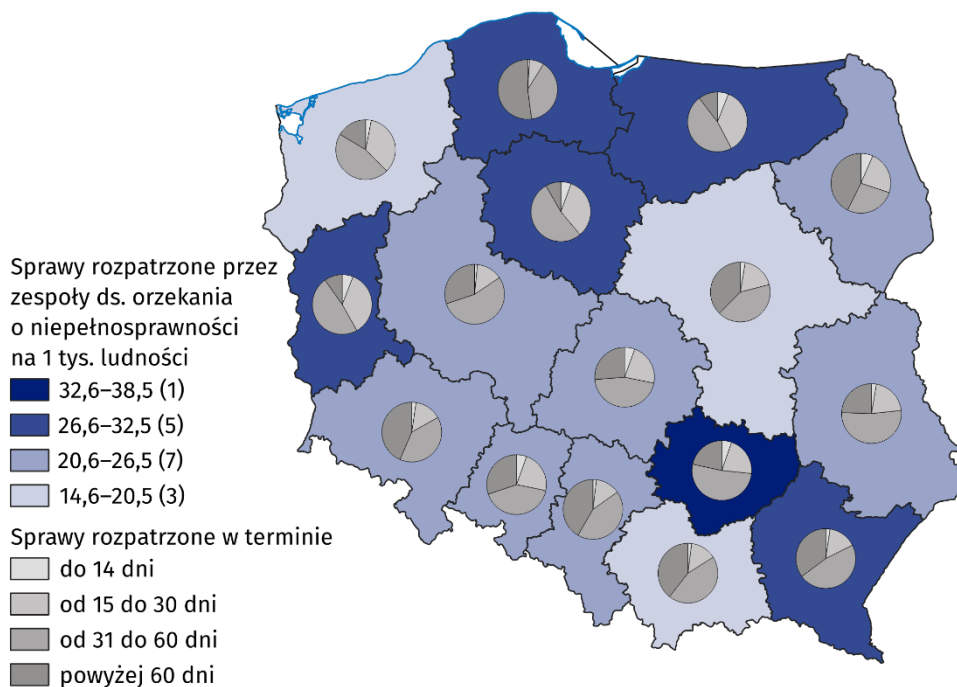 Sprawy rozpatrzone przez
zespoły ds. orzekania
o niepełnosprawności
na 1 tys. ludności
32,6–38,5 (1)
26,6–32,5 (5)
20,6–26,5 (7)
14,6–20,5 (3)
Sprawy rozpatrzone w terminie
do 14 dni
od 15 do 30 dni
od 31 do 60 dni
powyżej 60 dni